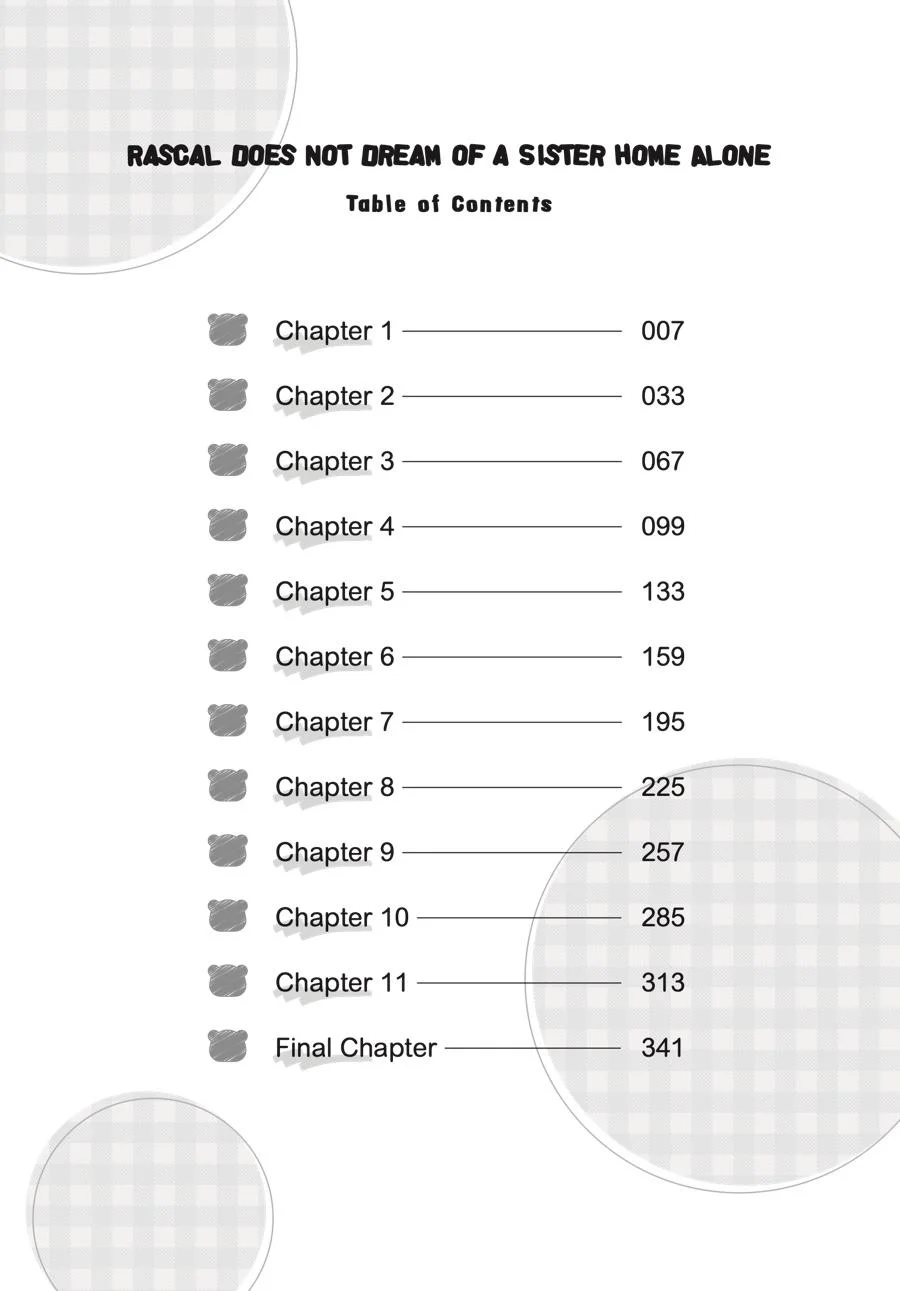 RASCAL DOES NOT DREAM OF A SISTER HOME ALONE
Table of Contents
Chapter 1 007
Chapter 2 033
Chapter 3 067
Chapter 4 099
Chapter 5 133
Chapter 6 159
Chapter 7 195
Chapter 8 225
Chapter 9 257
Chapter 10 285
Chapter 11 313
Final Chapter 341